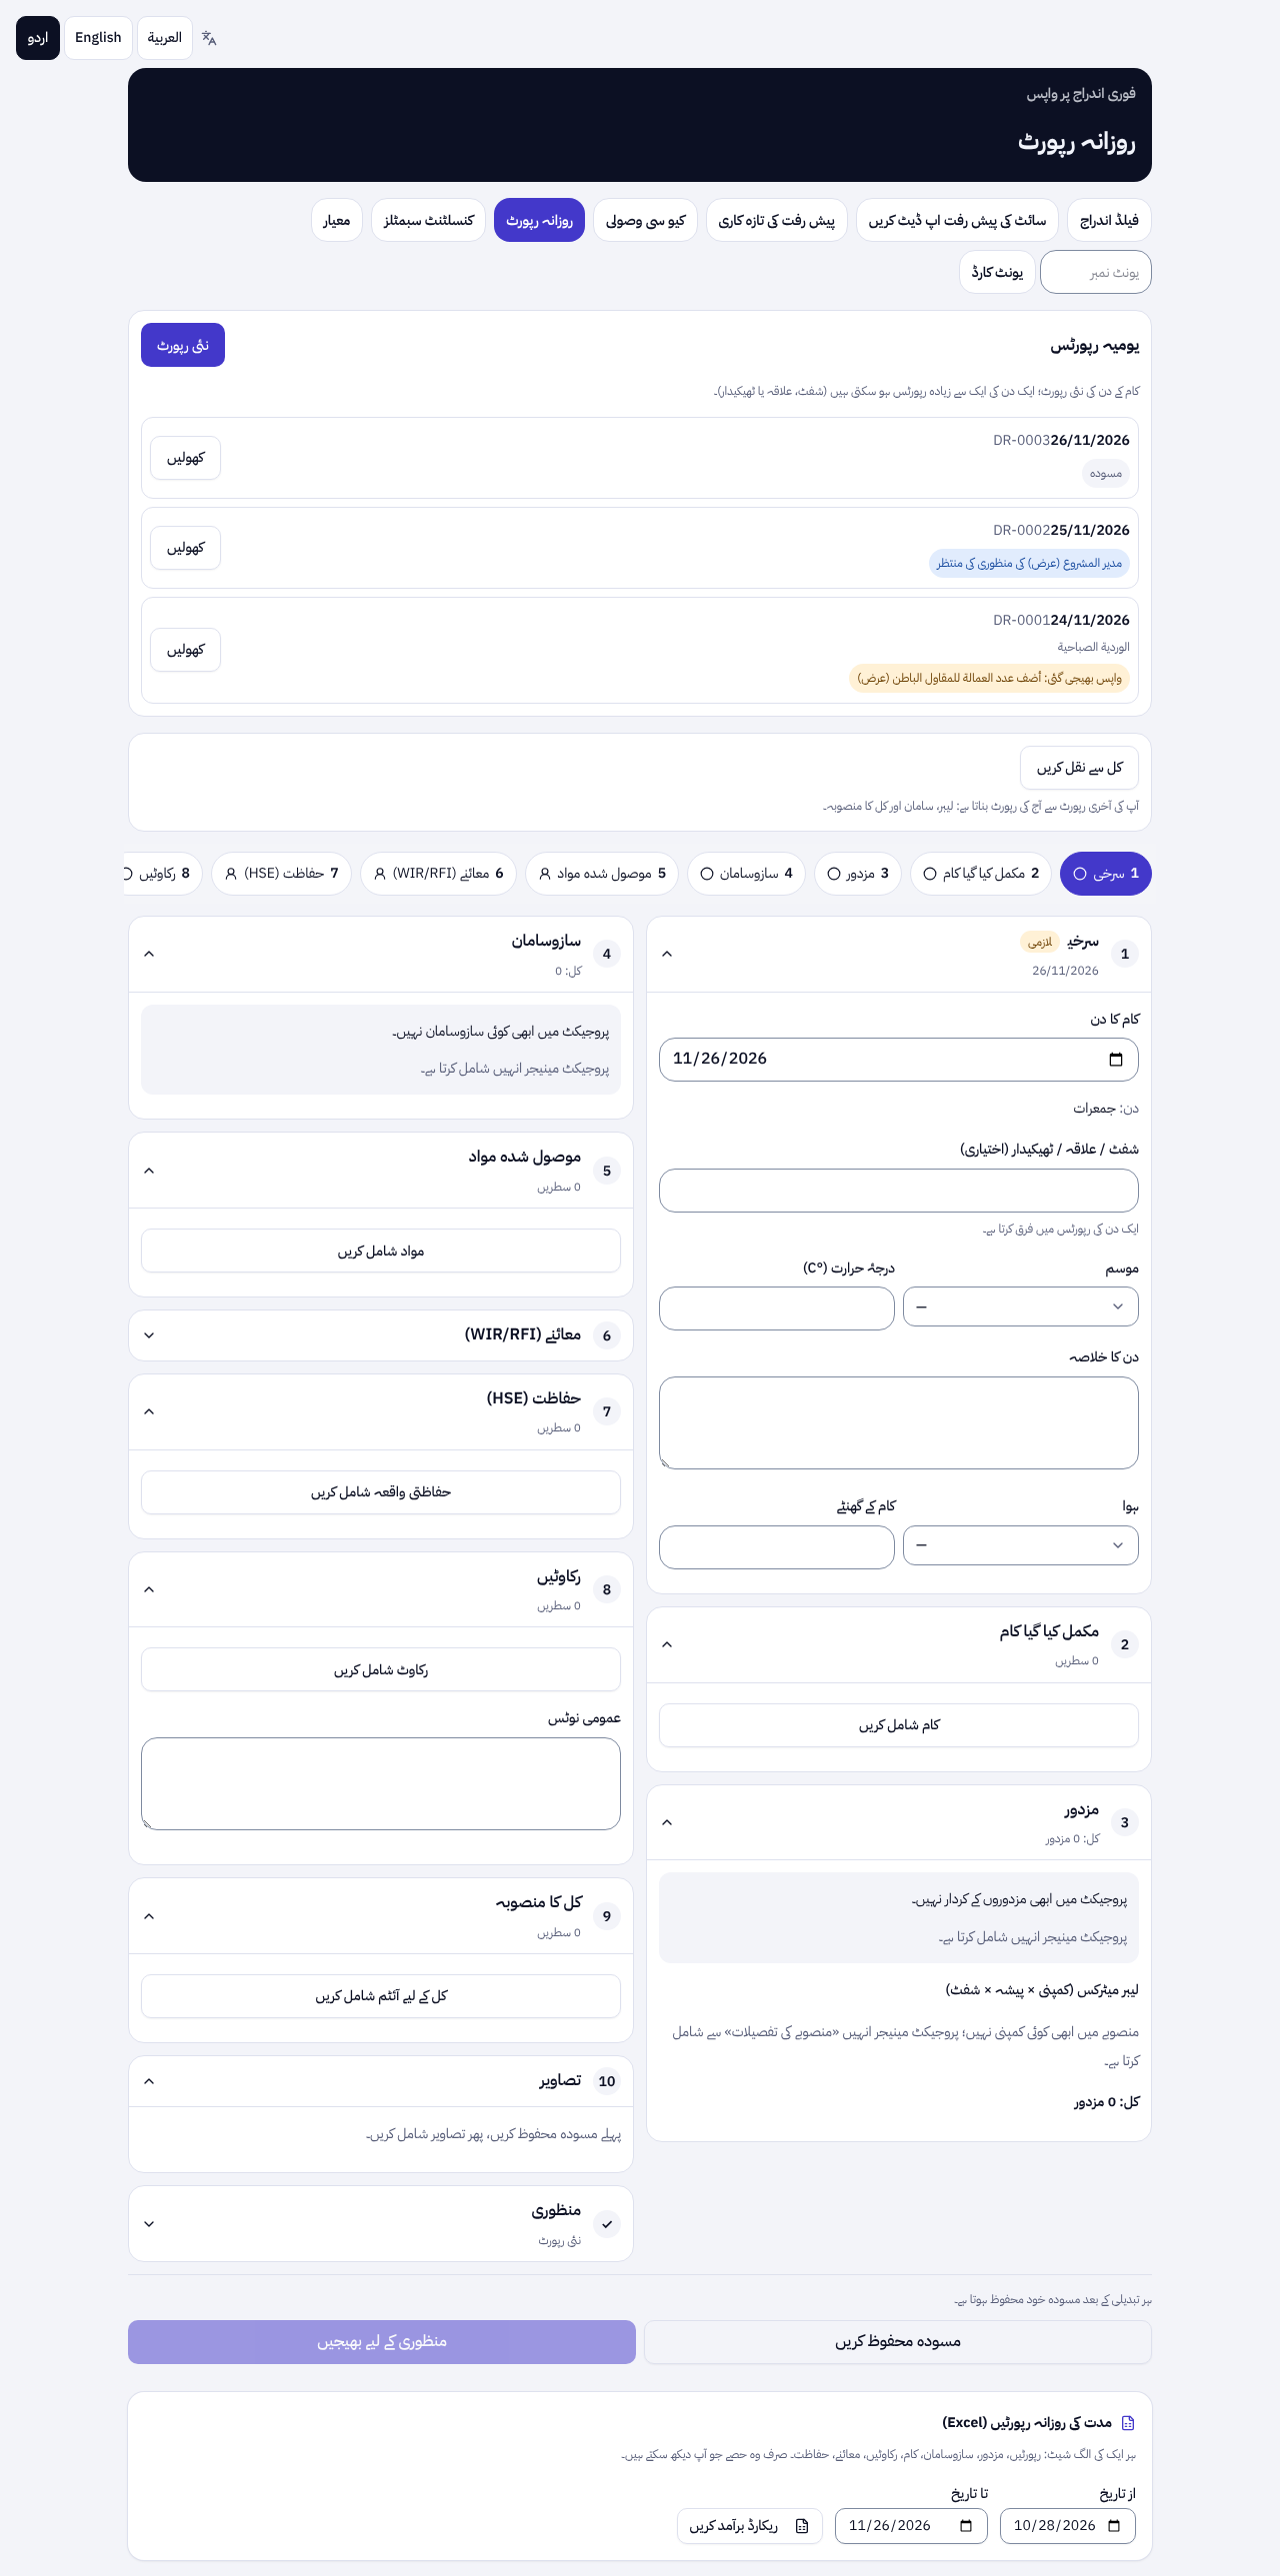 العربية English اردو
فوری اندراج پر واپس
روزانہ رپورٹ
فیلڈ اندراج
سائٹ کی پیش رفت اپ ڈیٹ کریں
پیش رفت کی تازہ کاری
کیو سی وصولی
روزانہ رپورٹ
کنسلٹنٹ سبمٹلز
معیار
یونٹ نمبر
یونٹ کارڈ
یومیہ رپورٹس
نئی رپورٹ
کام کے دن کی نئی رپورٹ؛ ایک دن کی ایک سے زیادہ رپورٹس ہو سکتی ہیں (شفٹ، علاقہ یا ٹھیکیدار)۔
26/11/2026 DR-0003
مسودہ
کھولیں
25/11/2026 DR-0002
مدير المشروع (عرض) کی منظوری کی منتظر
کھولیں
24/11/2026 DR-0001
الوردية الصباحية
واپس بھیجی گئی: أضف عدد العمالة للمقاول الباطن (عرض)
کھولیں
کل سے نقل کریں
آپ کی آخری رپورٹ سے آج کی رپورٹ بناتا ہے: لیبر، سامان اور کل کا منصوبہ۔
1 سرخی
2 مکمل کیا گیا کام
3 مزدور
4 سازوسامان
5 موصول شدہ مواد
6 معائنے (WIR/RFI)
7 حفاظت (HSE)
8 رکاوٹیں
1 سرخی لازمی
26/11/2026
کام کا دن
11/26/2026
دن: جمعرات
شفٹ / علاقہ / ٹھیکیدار (اختیاری)
ایک دن کی رپورٹس میں فرق کرتا ہے۔
موسم
—
درجۂ حرارت (°C)
دن کا خلاصہ
ہوا
—
کام کے گھنٹے
2 مکمل کیا گیا کام
0 سطریں
کام شامل کریں
3 مزدور
کل: 0 مزدور
پروجیکٹ میں ابھی مزدوروں کے کردار نہیں۔
پروجیکٹ مینیجر انہیں شامل کرتا ہے۔
لیبر میٹرکس (کمپنی × پیشہ × شفٹ)
منصوبے میں ابھی کوئی کمپنی نہیں؛ پروجیکٹ مینیجر انہیں «منصوبے کی تفصیلات» سے شامل
کرتا ہے۔
کل: 0 مزدور
4 سازوسامان
کل: 0
پروجیکٹ میں ابھی کوئی سازوسامان نہیں۔
پروجیکٹ مینیجر انہیں شامل کرتا ہے۔
5 موصول شدہ مواد
0 سطریں
مواد شامل کریں
6 معائنے (WIR/RFI)
7 حفاظت (HSE)
0 سطریں
حفاظتی واقعہ شامل کریں
8 رکاوٹیں
0 سطریں
رکاوٹ شامل کریں
عمومی نوٹس
9 کل کا منصوبہ
0 سطریں
کل کے لیے آئٹم شامل کریں
10 تصاویر
پہلے مسودہ محفوظ کریں، پھر تصاویر شامل کریں۔
منظوری
نئی رپورٹ
ہر تبدیلی کے بعد مسودہ خود محفوظ ہوتا ہے۔
مسودہ محفوظ کریں
منظوری کے لیے بھیجیں
مدت کی روزانہ رپورٹیں (Excel)
ہر ایک کی الگ شیٹ: رپورٹیں، مزدور، سازوسامان، کام، رکاوٹیں، معائنے، حفاظت۔ صرف وہ حصے جو آپ دیکھ سکتے ہیں۔
از تاریخ
10/28/2026
تا تاریخ
11/26/2026
ریکارڈ برآمد کریں